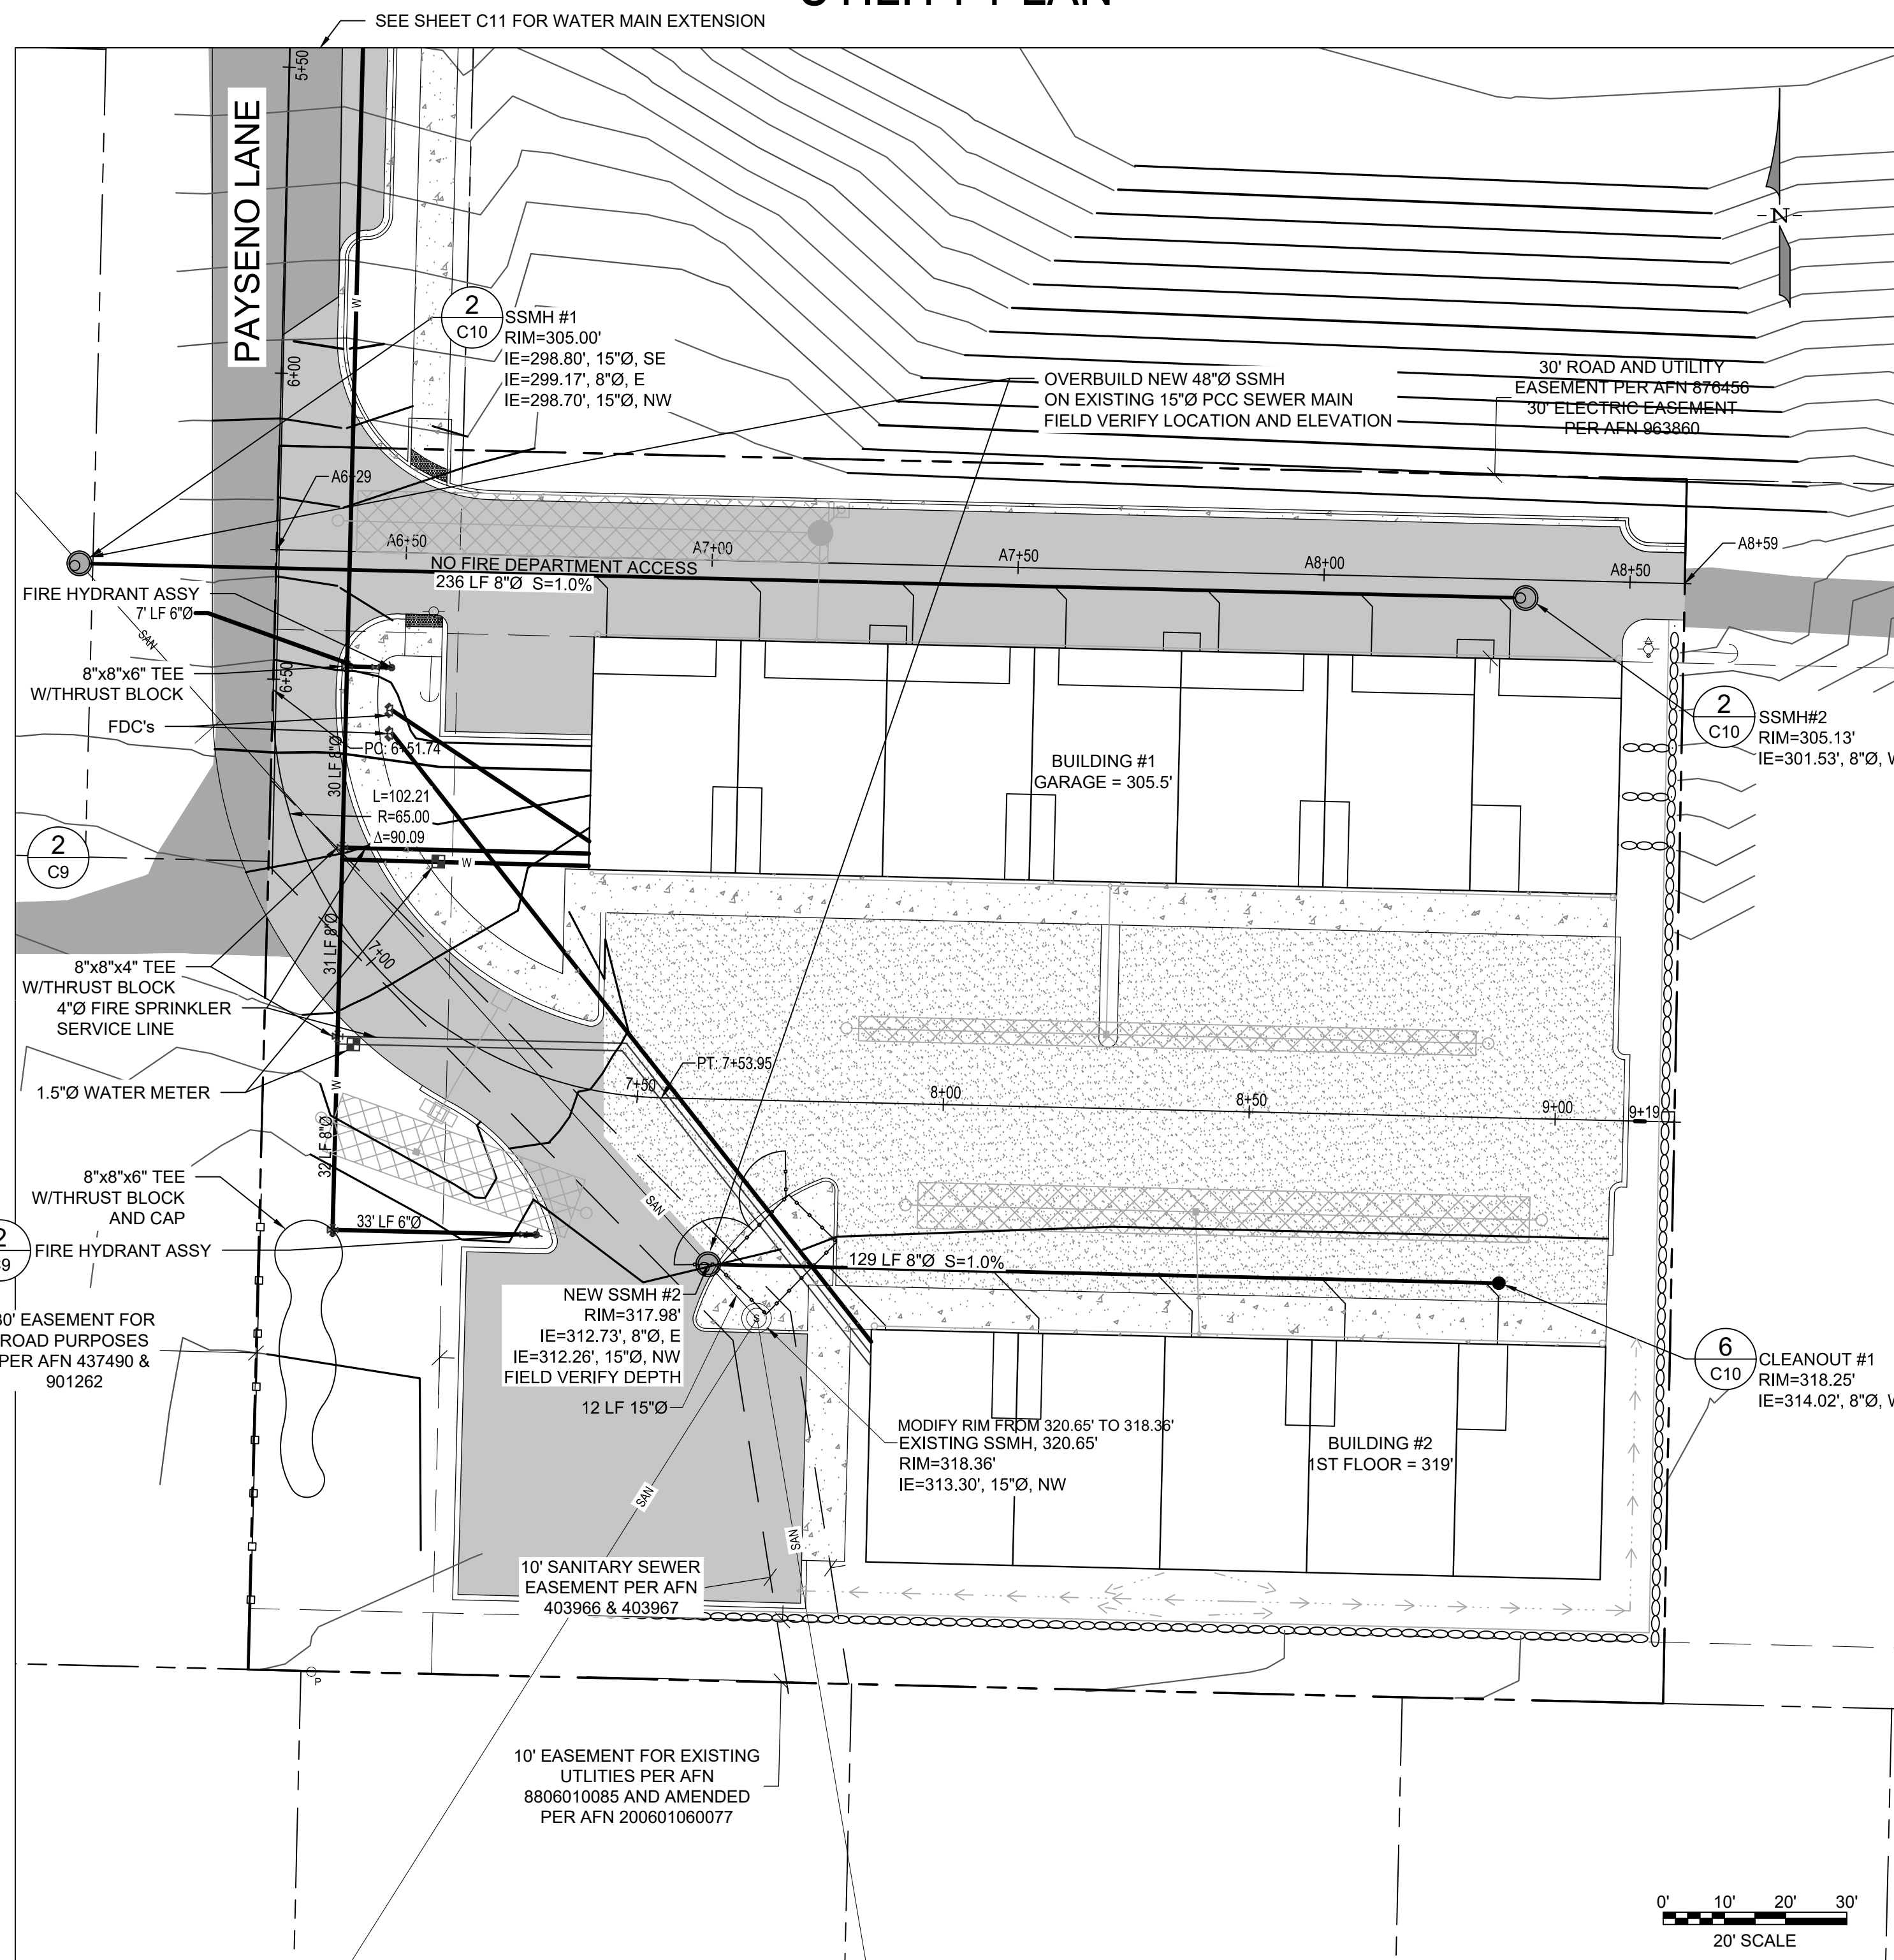 SEE SHEET C11 FOR WATER MAIN EXTENSION
5+50
PAYSENO LANE
W
N
2
C10
SSMH #1
RIM=305.00'
IE=298.80', 15"Ø, SE
IE=299.17', 8"Ø, E
IE=298.70', 15"Ø, NW
6+00
OVERBUILD NEW 48"Ø SSMH
ON EXISTING 15"Ø PCC SEWER MAIN
FIELD VERIFY LOCATION AND ELEVATION
30' ROAD AND UTILITY
EASEMENT PER AFN 876456
30' ELECTRIC EASEMENT
PER AFN 963860
A6+29
A6+50
A7+00
A7+50
A8+00
A8+50
A8+59
NO FIRE DEPARTMENT ACCESS
236 LF 8"Ø S=1.0%
FIRE HYDRANT ASSY
7' LF 6"Ø
SAN
8"x8"x6" TEE
W/THRUST BLOCK
6+50
FDC's
PC: 6+51.74
30 LF 8"Ø
L=102.21
R=65.00
Δ=90.09
BUILDING #1
GARAGE = 305.5'
2
C10
SSMH#2
RIM=305.13'
IE=301.53', 8"Ø,
2
C9
W
31 LF 8"Ø
7+00
8"x8"x4" TEE
W/THRUST BLOCK
4"Ø FIRE SPRINKLER
SERVICE LINE
1.5"Ø WATER METER
W
PT: 7+53.95
7+50
8+00
8+50
9+00
9+19
32 LF 8"Ø
8"x8"x6" TEE
W/THRUST BLOCK
AND CAP
33' LF 6"Ø
FIRE HYDRANT ASSY
SAN
129 LF 8"Ø S=1.0%
NEW SSMH #2
RIM=317.98'
IE=312.73', 8"Ø, E
IE=312.26', 15"Ø, NW
FIELD VERIFY DEPTH
12 LF 15"Ø
S
EASEMENT FOR
ROAD PURPOSES
PER AFN 437490 &
901262
6
C10
CLEANOUT #1
RIM=318.25'
IE=314.02', 8"Ø,
MODIFY RIM FROM 320.65' TO 318.36'
EXISTING SSMH, 320.65'
RIM=318.36'
IE=313.30', 15"Ø, NW
BUILDING #2
1ST FLOOR = 319'
SAN
SAN
10' SANITARY SEWER
EASEMENT PER AFN
403966 & 403967
P
10' EASEMENT FOR EXISTING
UTLITIES PER AFN
8806010085 AND AMENDED
PER AFN 200601060077
0' 10' 20' 30'
20' SCALE